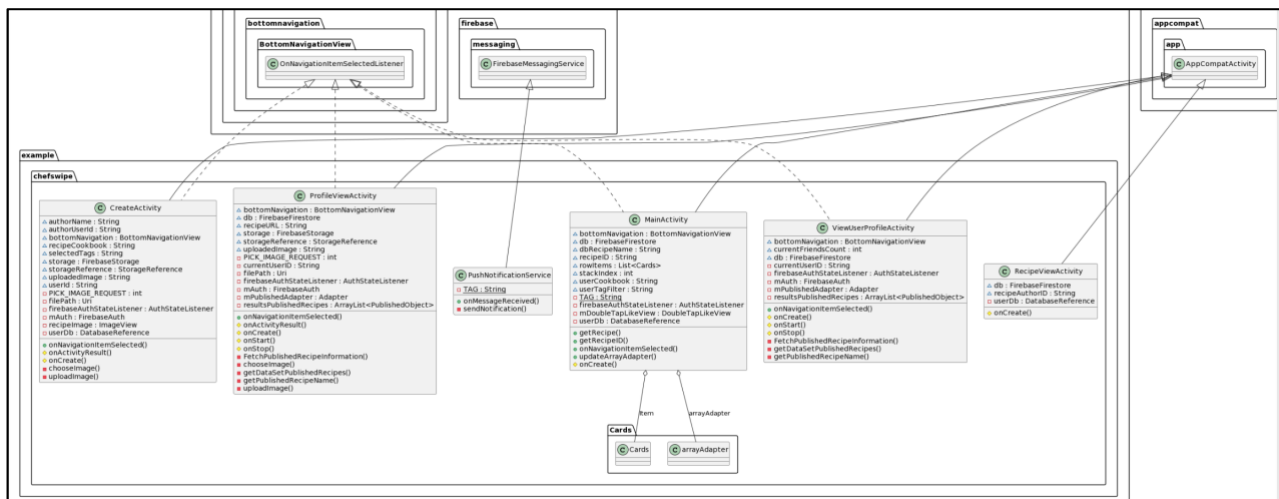 bottomnavigation
BottomNavigationView
C OnNavigationItemSelectedListener
firebase
messaging
C FirebaseMessagingService
appcompat
app
C AppCompatActivity
example
chefswipe
C CreateActivity
authorName : String
authorUserId : String
bottomNavigation : BottomNavigationView
recipeCookbook : String
selectedTags : String
storage : FirebaseStorage
storageReference : StorageReference
uploadedImage : String
userId : String
PICK_IMAGE_REQUEST : int
filePath : Uri
firebaseAuthStateListener : AuthStateListener
mAuth : FirebaseAuth
recipeImage : ImageView
userDb : DatabaseReference
onNavigationItemSelected()
onActivityResult()
onCreate()
chooseImage()
uploadImage()
C ProfileViewActivity
bottomNavigation : BottomNavigationView
db : FirebaseFirestore
recipeURL : String
storage : FirebaseStorage
storageReference : StorageReference
uploadedImage : String
PICK_IMAGE_REQUEST : int
currentUserID : String
filePath : Uri
firebaseAuthStateListener : AuthStateListener
mAuth : FirebaseAuth
mPublishedAdapter : Adapter
resultsPublishedRecipes : ArrayList<PublishedObject>
onNavigationItemSelected()
onActivityResult()
onCreate()
onStart()
onStop()
FetchPublishedRecipeInformation()
chooseImage()
getDataSetPublishedRecipes()
getPublishedRecipeName()
uploadImage()
C PushNotificationService
TAG : String
onMessageReceived()
sendNotification()
C MainActivity
bottomNavigation : BottomNavigationView
db : FirebaseFirestore
dbRecipeName : String
recipeID : String
rowItems : List<Cards>
stackIndex : int
userCookbook : String
userTagFilter : String
TAG : String
firebaseAuthStateListener : AuthStateListener
mDoubleTapLikeView : DoubleTapLikeView
userDb : DatabaseReference
getRecipe()
getRecipeID()
onNavigationItemSelected()
updateArrayAdapter()
onCreate()
C ViewUserProfileActivity
bottomNavigation : BottomNavigationView
currentFriendsCount : int
db : FirebaseFirestore
currentUserID : String
firebaseAuthStateListener : AuthStateListener
mAuth : FirebaseAuth
mPublishedAdapter : Adapter
resultsPublishedRecipes : ArrayList<PublishedObject>
onNavigationItemSelected()
onCreate()
onStart()
onStop()
FetchPublishedRecipeInformation()
getDataSetPublishedRecipes()
getPublishedRecipeName()
C RecipeViewActivity
db : FirebaseFirestore
recipeAuthorID : String
userDb : DatabaseReference
onCreate()
item
arrayAdapter
Cards
C Cards
C arrayAdapter